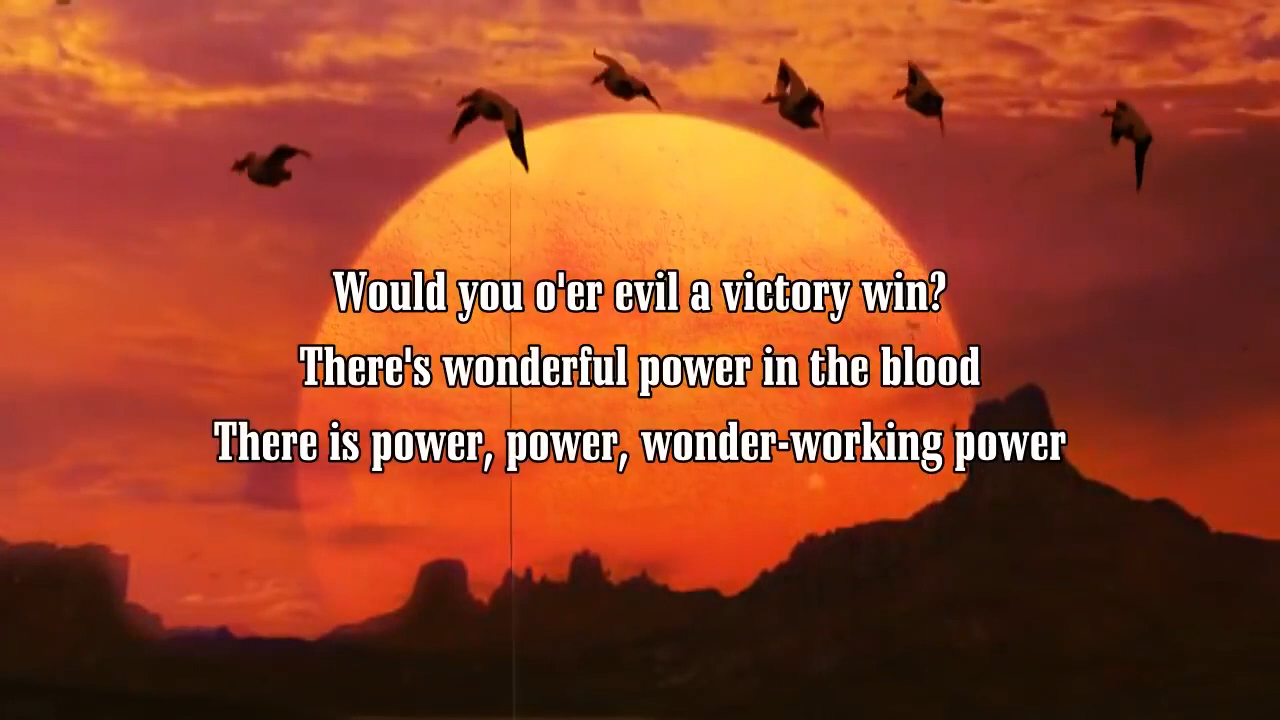 Would you o'er evil a victory win?
There's wonderful power in the blood
There is power, power, wonder-working power